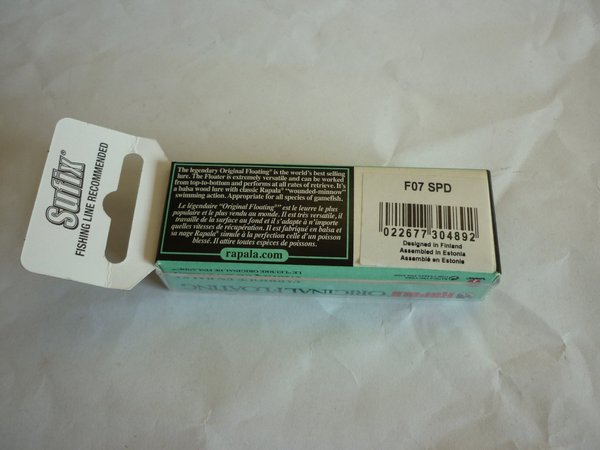 Sufix®
FISHING LINE RECOMMENDED
The legendary Original Floating® is the world's best selling
lure. The Floater is extremely versatile and can be worked
from top-to-bottom and performs at all rates of retrieve. It's
a balsa wood lure with classic Rapala® "wounded-minnow"
swimming action. Appropriate for all species of gamefish.
Le légendaire "Original Floating®" est le leurre le plus
populaire et le plus vendu au monde. Il est très versatile, il
travaille de la surface au fond et il s'adapte à n'importe
quelles vitesses de récupération. Il est fabriqué en balsa et
sa nage Rapala® simule à la perfection celle d'un poisson
blessé. Il attire toutes espèces de poissons.
rapala.com
F07 SPD
022677 304892
Designed in Finland
Assembled in Estonia
Assemblé en Estonie
ORIGINAL FLOATING